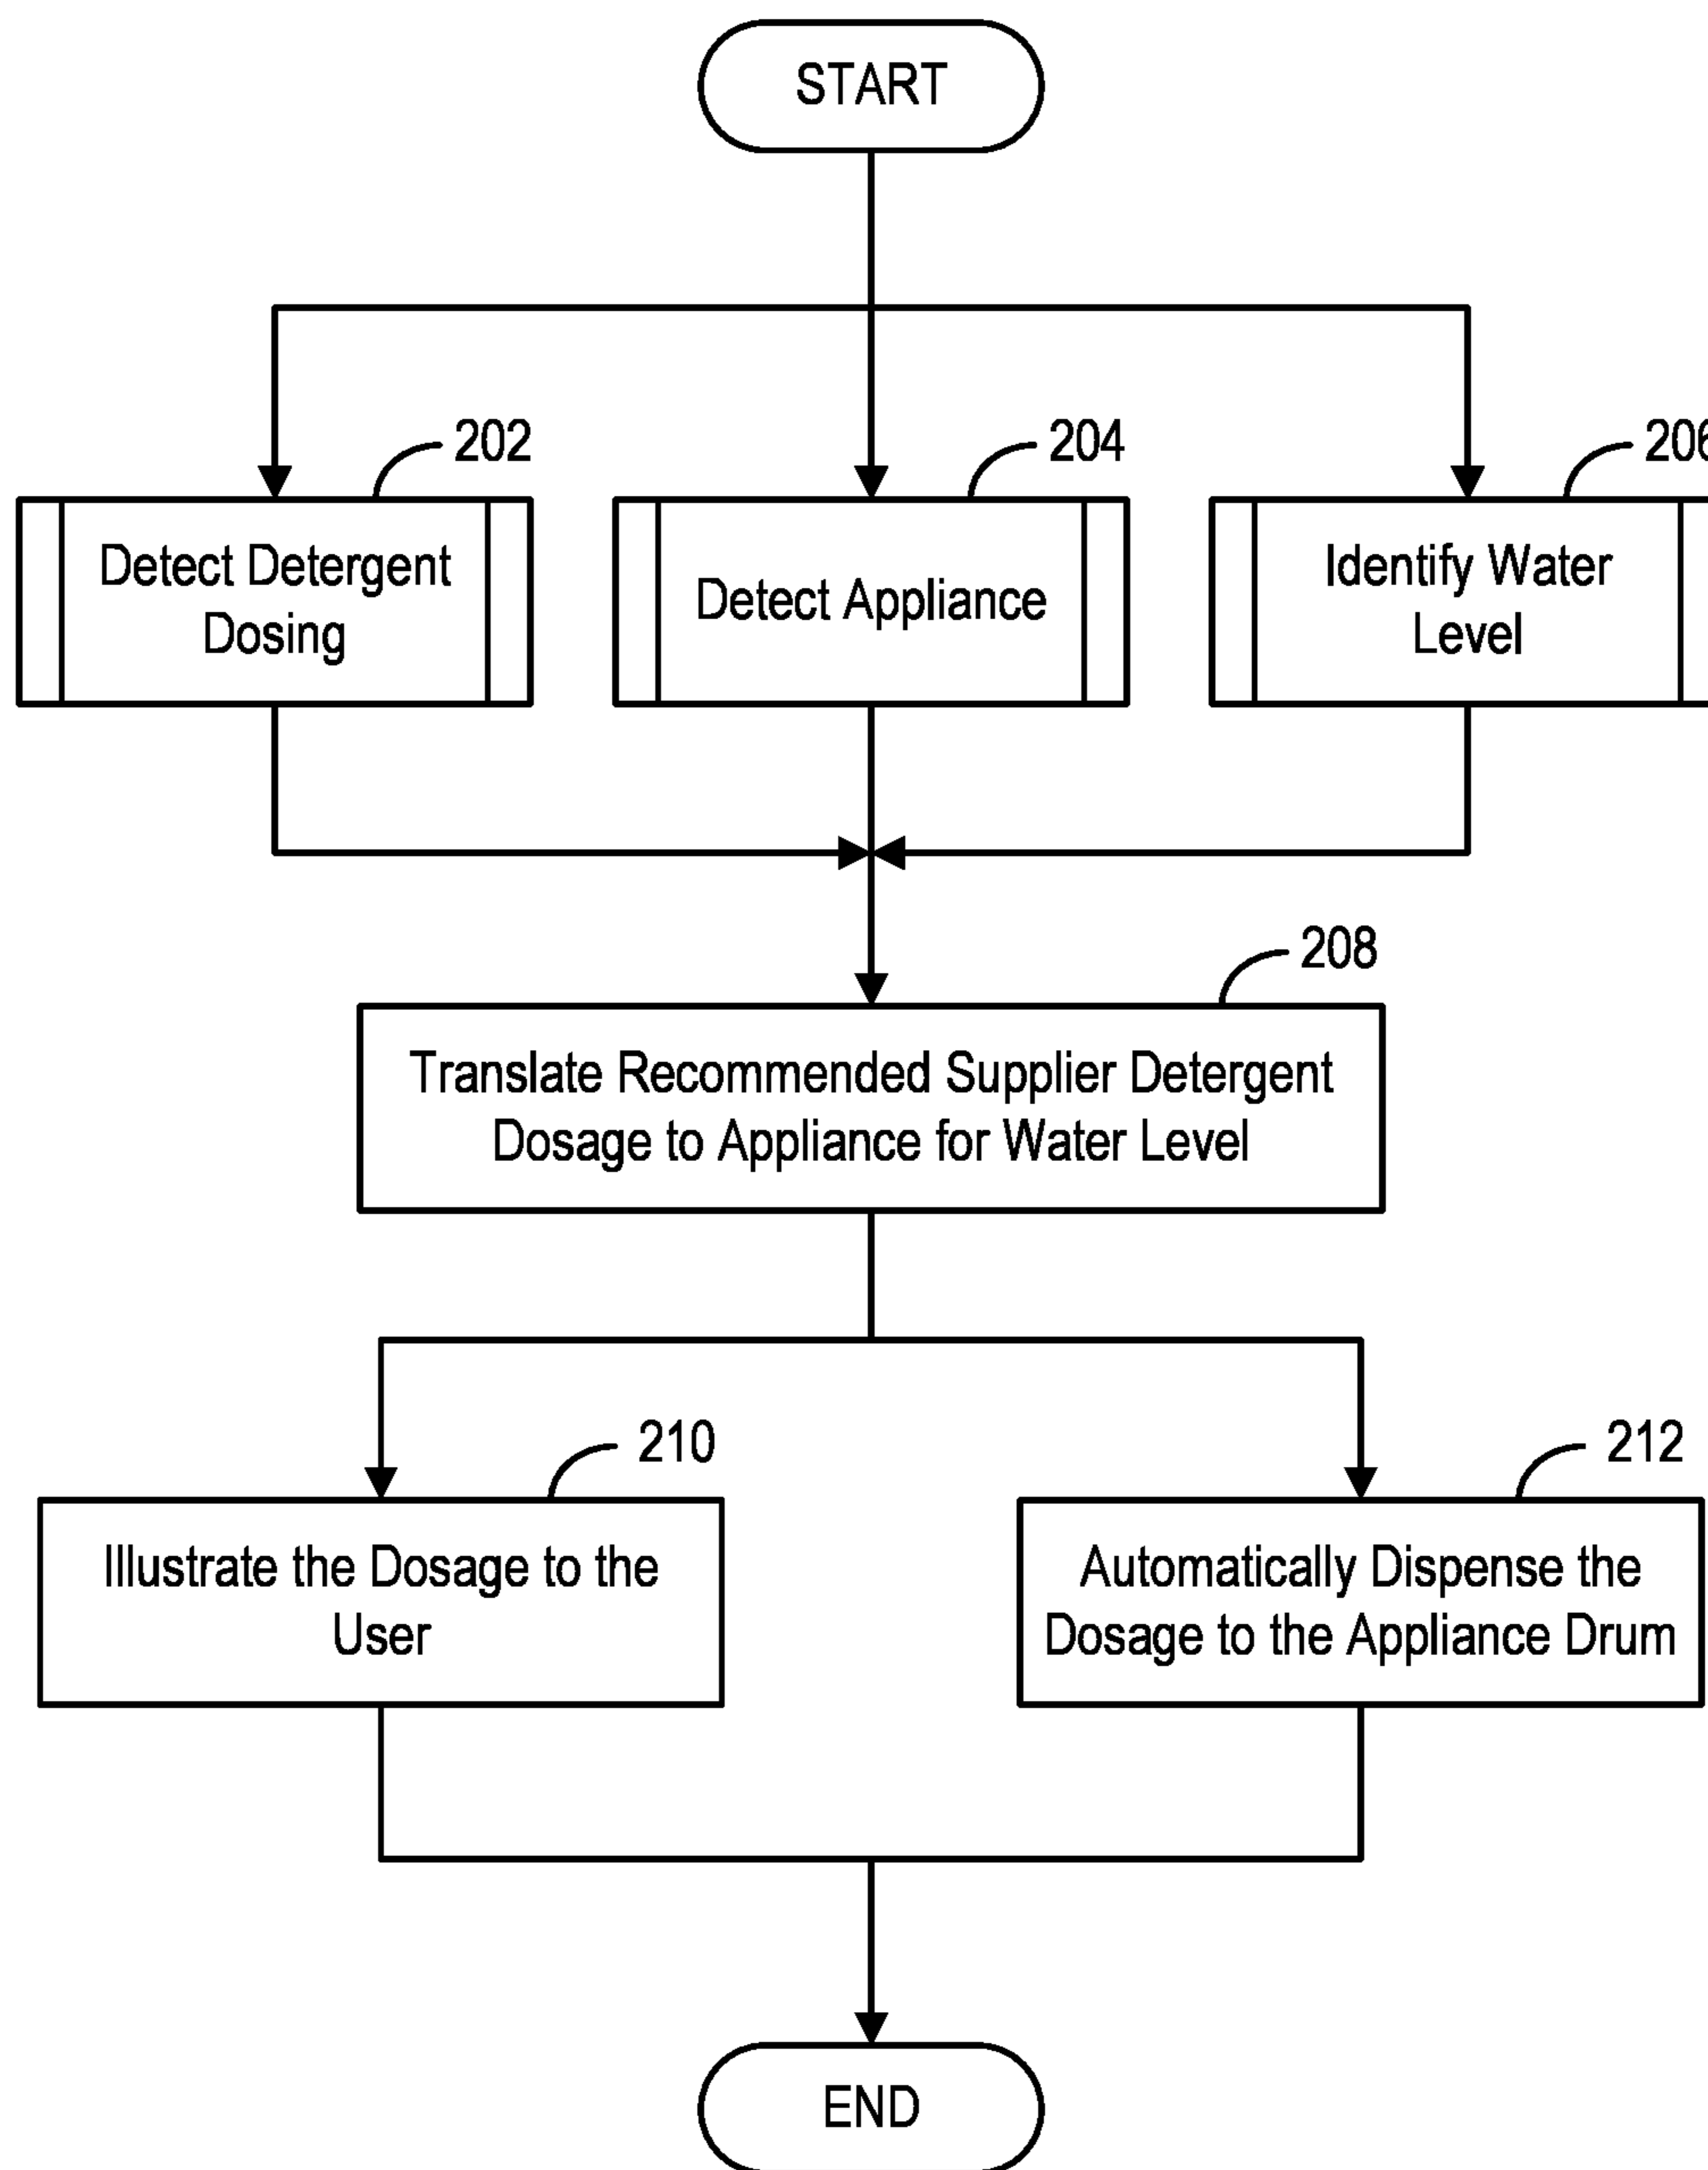 START
202
204
206
Detect Detergent
Dosing
Detect Appliance
Identify Water
Level
208
Translate Recommended Supplier Detergent
Dosage to Appliance for Water Level
210
212
Illustrate the Dosage to the
User
Automatically Dispense the
Dosage to the Appliance Drum
END